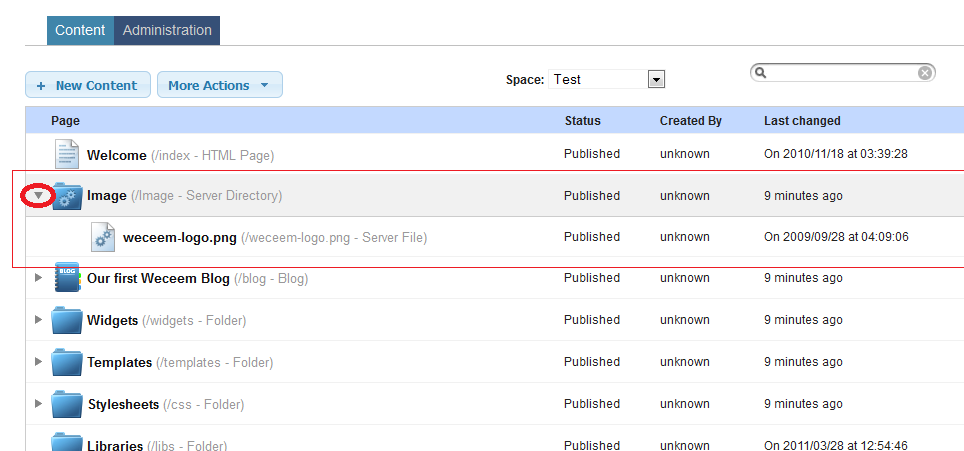 Content Administration
+ New Content More Actions Space: Test
Page Status Created By Last changed
Welcome (/index - HTML Page) Published unknown On 2010/11/18 at 03:39:28
Image (/Image - Server Directory) Published unknown 9 minutes ago
weceem-logo.png (/weceem-logo.png - Server File) Published unknown On 2009/09/28 at 04:09:06
BLOG Our first Weceem Blog (/blog - Blog) Published unknown 9 minutes ago
Widgets (/widgets - Folder) Published unknown 9 minutes ago
Templates (/templates - Folder) Published unknown 9 minutes ago
Stylesheets (/css - Folder) Published unknown 9 minutes ago
Libraries (/libs - Folder) Published unknown On 2011/03/28 at 12:54:46